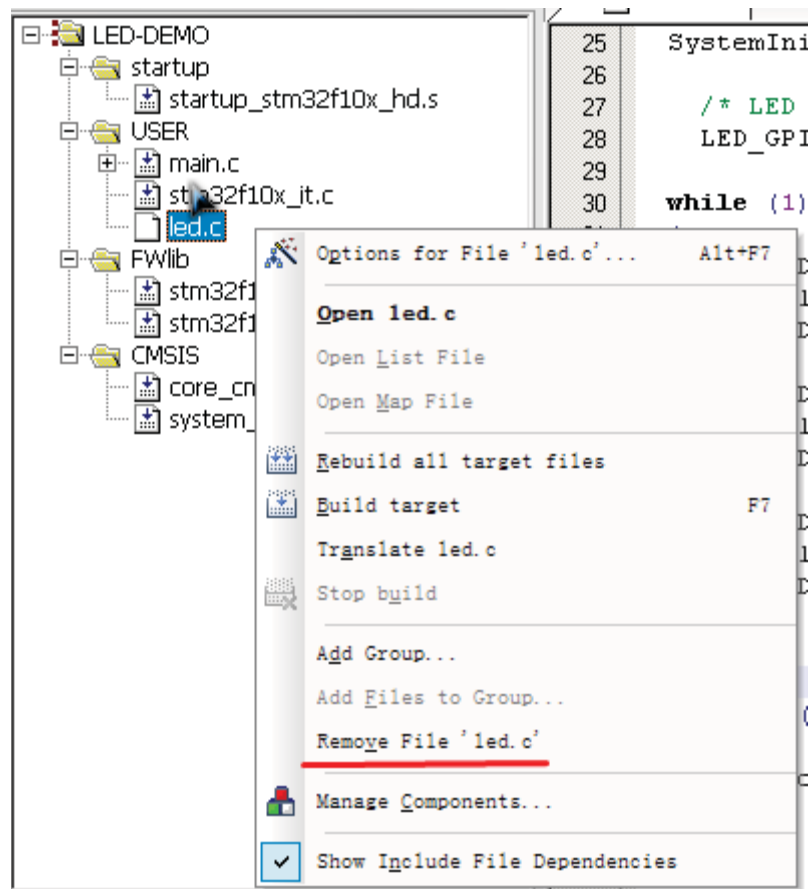 LED-DEMO
startup
startup_stm32f10x_hd.s
USER
main.c
stm32f10x_it.c
led.c
FWlib
stm32f1
stm32f1
CMSIS
core_cm
system_
25 SystemIni
26
27 /* LED
28 LED_GPI
29
30 while (1)
Options for File 'led.c'... Alt+F7
Open led.c
Open List File
Open Map File
Rebuild all target files
Build target F7
Translate led.c
Stop build
Add Group...
Add Files to Group...
Remove File 'led.c'
Manage Components...
Show Include File Dependencies